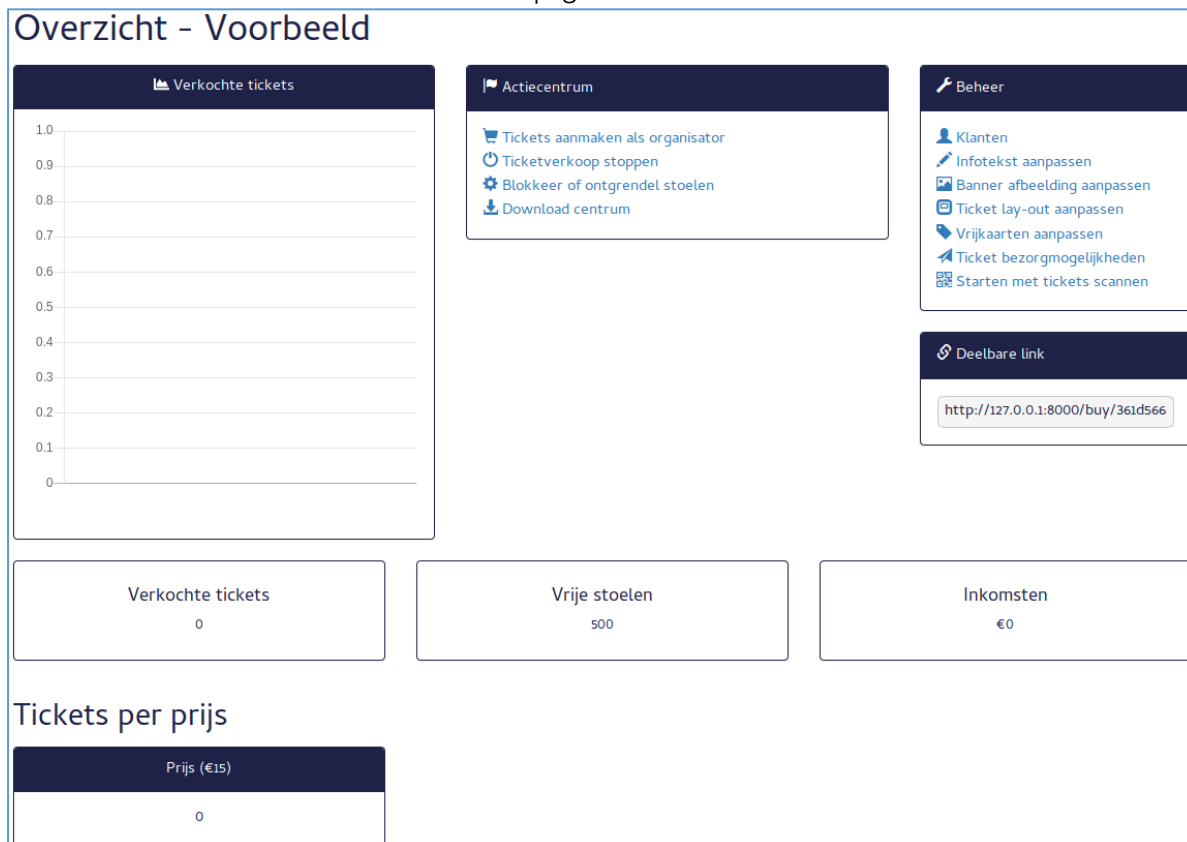 Overzicht - Voorbeeld
Verkochte tickets
1.0
0.9
0.8
0.7
0.6
0.5
0.4
0.3
0.2
0.1
0
Actiecentrum
Tickets aanmaken als organisator
Ticketverkoop stoppen
Blokkeer of ontgrendel stoelen
Download centrum
Beheer
Klanten
Infotekst aanpassen
Banner afbeelding aanpassen
Ticket lay-out aanpassen
Vrijkaarten aanpassen
Ticket bezorgmogelijkheden
Starten met tickets scannen
Deelbare link
http://127.0.0.1:8000/buy/361d566
Verkochte tickets
0
Vrije stoelen
500
Inkomsten
€0
Tickets per prijs
Prijs (€15)
0